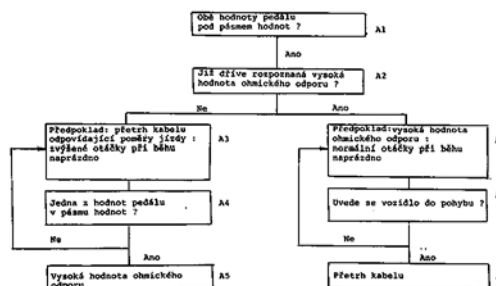 Obě hodnoty pedálu
pod pásmem hodnot ?
A1
Ano
Již dříve rozpoznaná vysoká
hodnota ohmického odporu ?
A2
Ne
Ano
Předpoklad: přetrh kabelu
odpovídající poměry jízdy :
zvýšené otáčky při běhu
naprázdno
A3
Předpoklad:vysoká hodnota
ohmického odporu :
normální otáčky při běhu
naprázdno
Jedna z hodnot pedálu
v pásmu hodnot ?
A4
Uvede se vozidlo do pohybu ?
Ne
Ano
Ne
Ano
Vysoká hodnota ohmického
odporu
A5
Přetrh kabelu